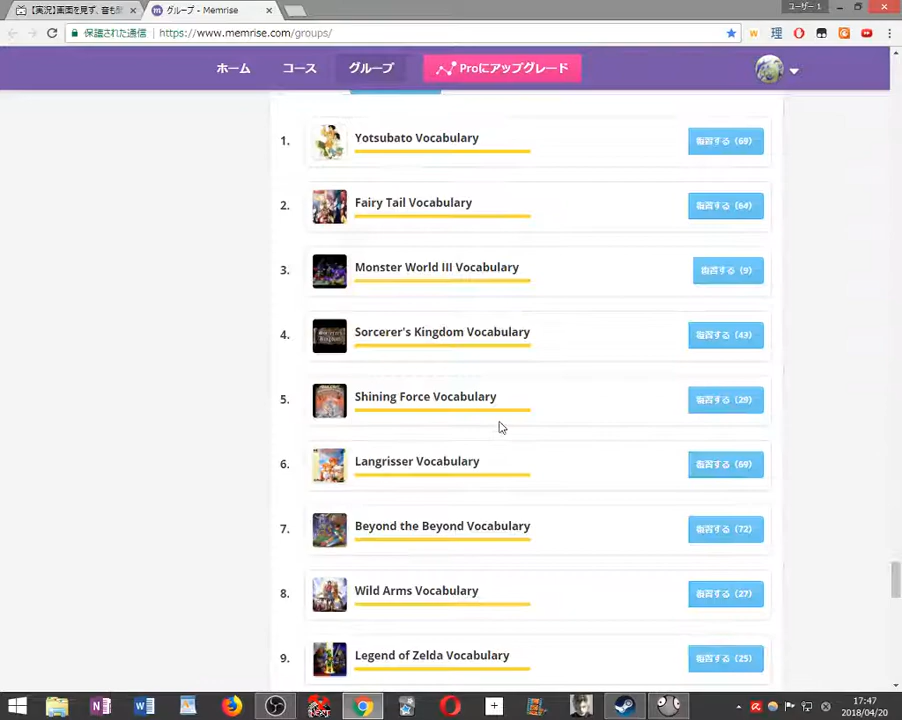 【実況】画面を見ず、音も聞
グループ - Memrise
ユーザー 1
保護された通信
https://www.memrise.com/groups/
ホーム
コース
グループ
Proにアップグレード
1.
Yotsubato Vocabulary
復習する (69)
2.
Fairy Tail Vocabulary
復習する (64)
3.
Monster World III Vocabulary
復習する (9)
4.
Sorcerer's Kingdom Vocabulary
復習する (43)
5.
Shining Force Vocabulary
復習する (29)
6.
Langrisser Vocabulary
復習する (69)
7.
Beyond the Beyond Vocabulary
復習する (72)
8.
Wild Arms Vocabulary
復習する (27)
9.
Legend of Zelda Vocabulary
復習する (25)
17:47
2018/04/20